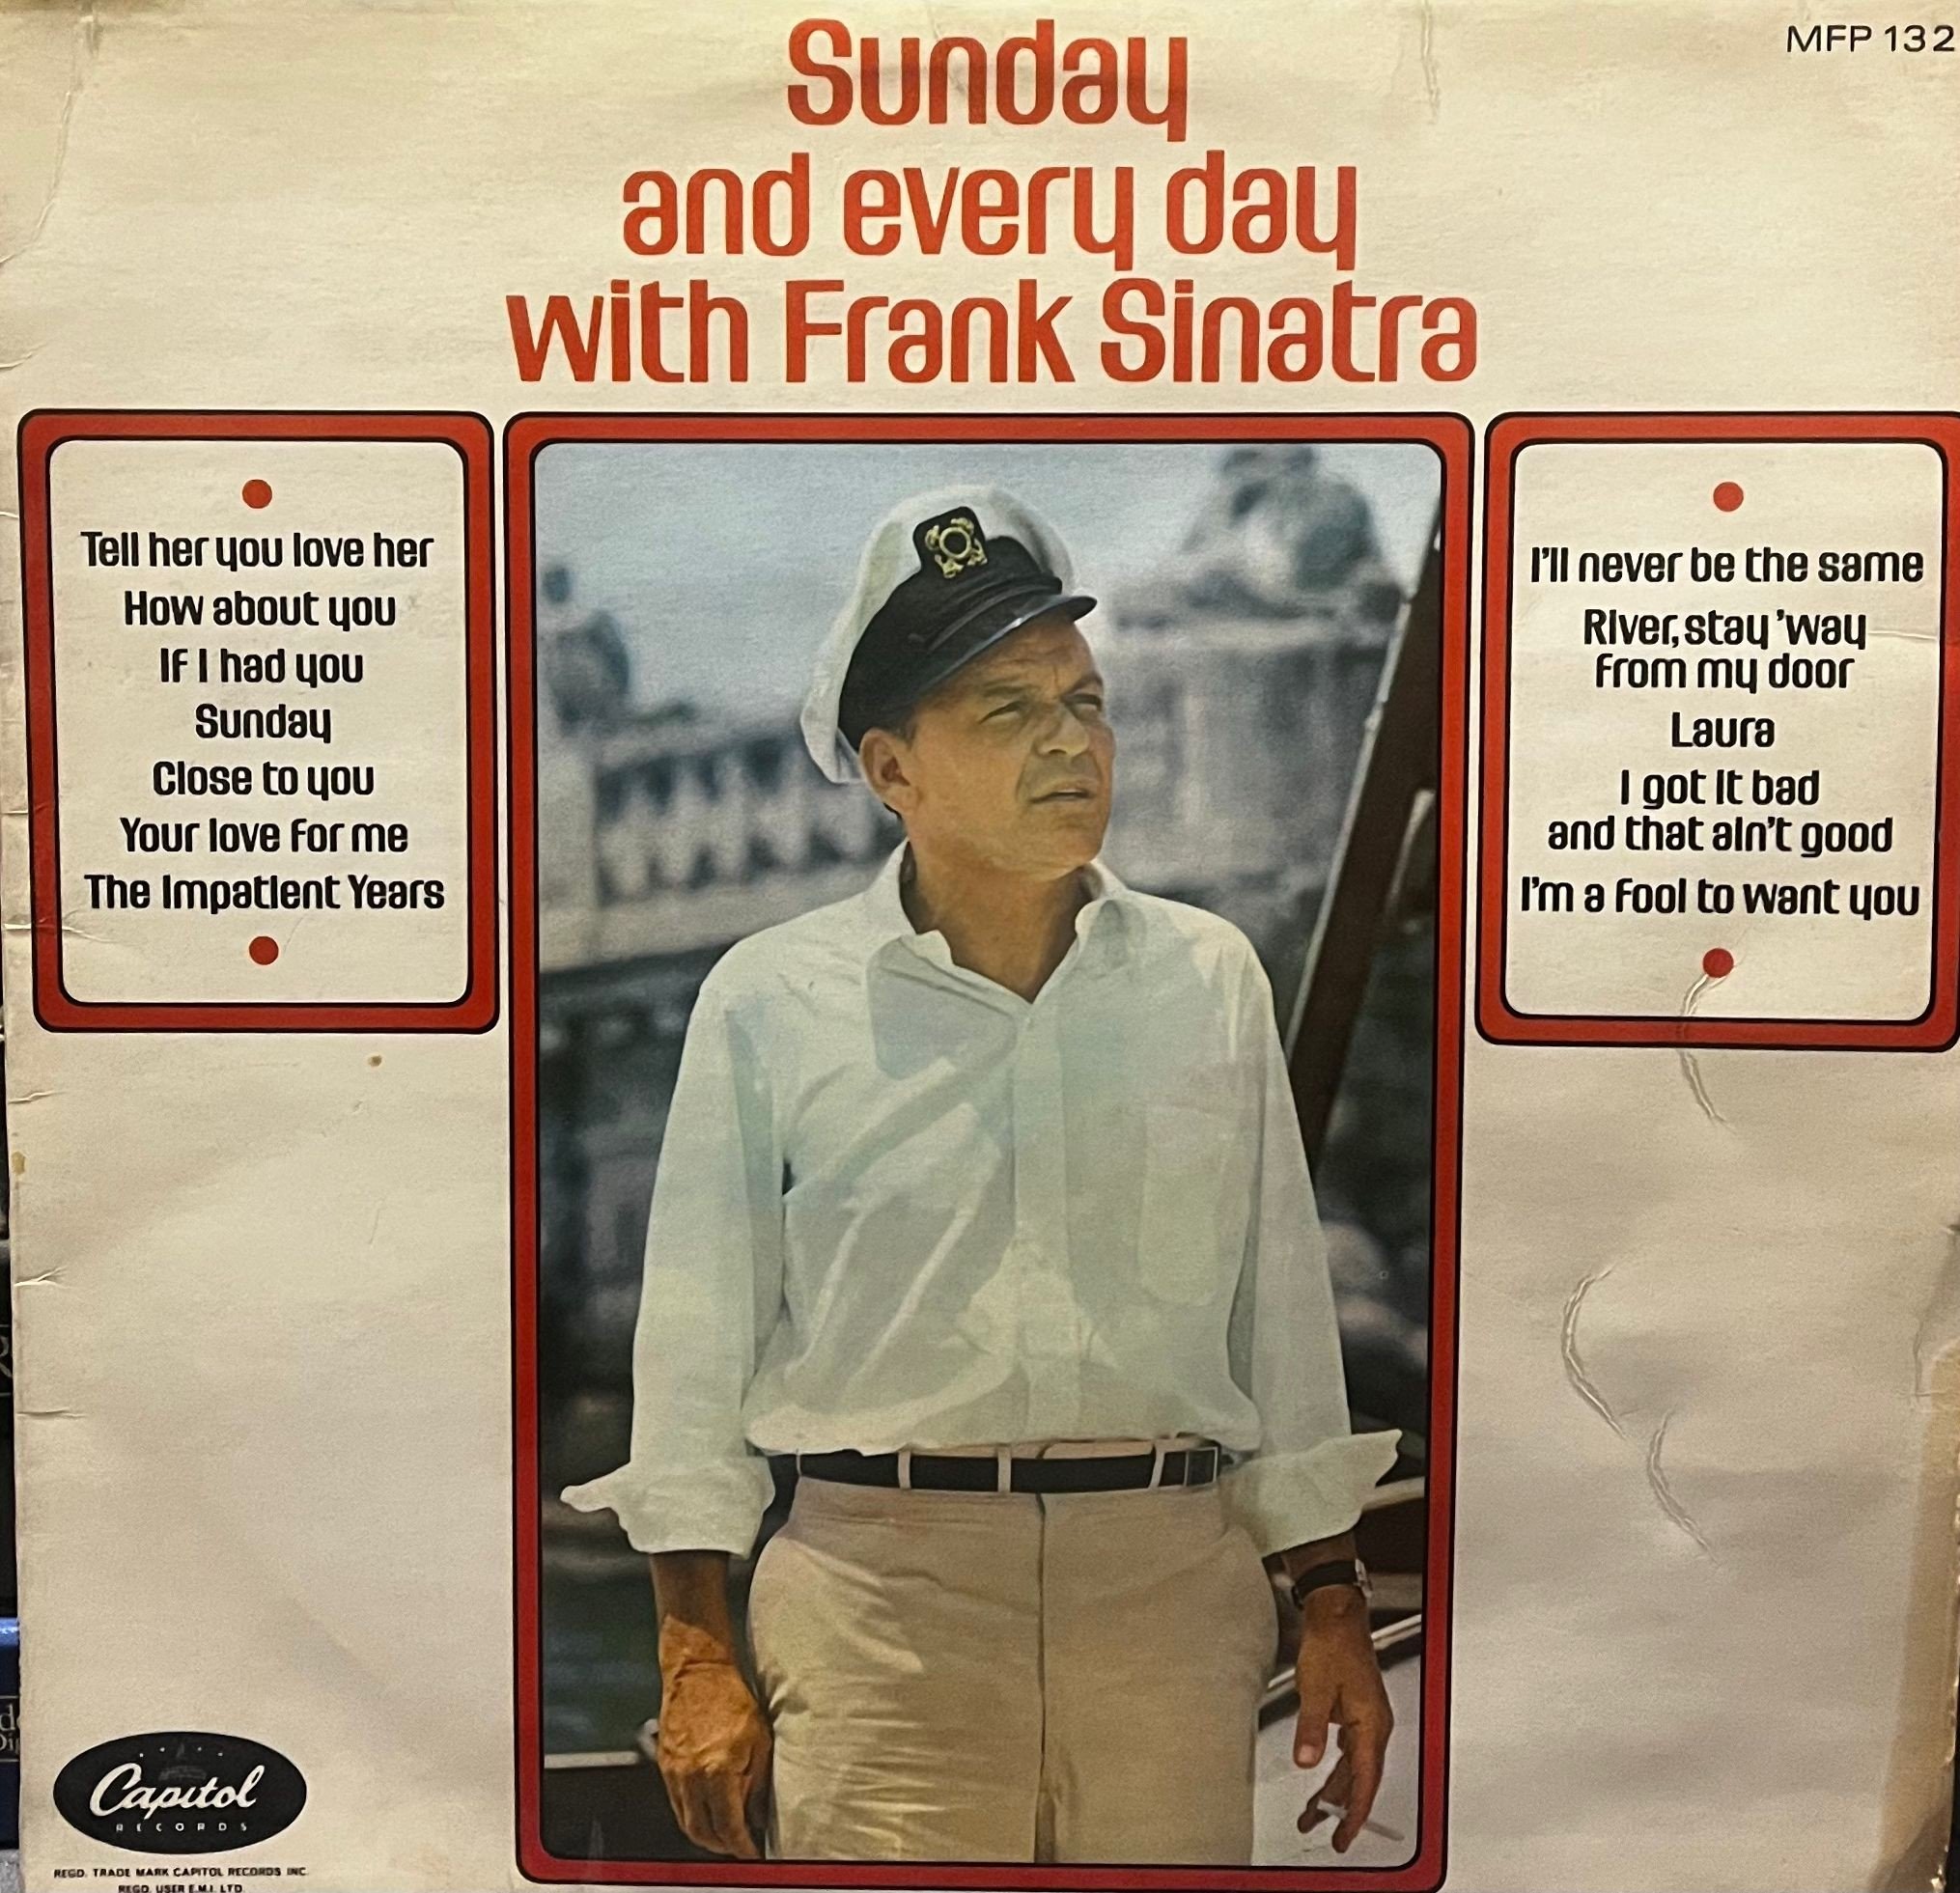 MFP 132
Sunday
and every day
with Frank Sinatra
Tell her you love her
How about you
If I had you
Sunday
Close to you
Your love for me
The Impatient Years
I'll never be the same
River, stay 'way
from my door
Laura
I got it bad
and that ain't good
I'm a fool to want you
Capitol
RECORDS
REGD. TRADE MARK CAPITOL RECORDS INC.
REGD. USER E.M.I. LTD.